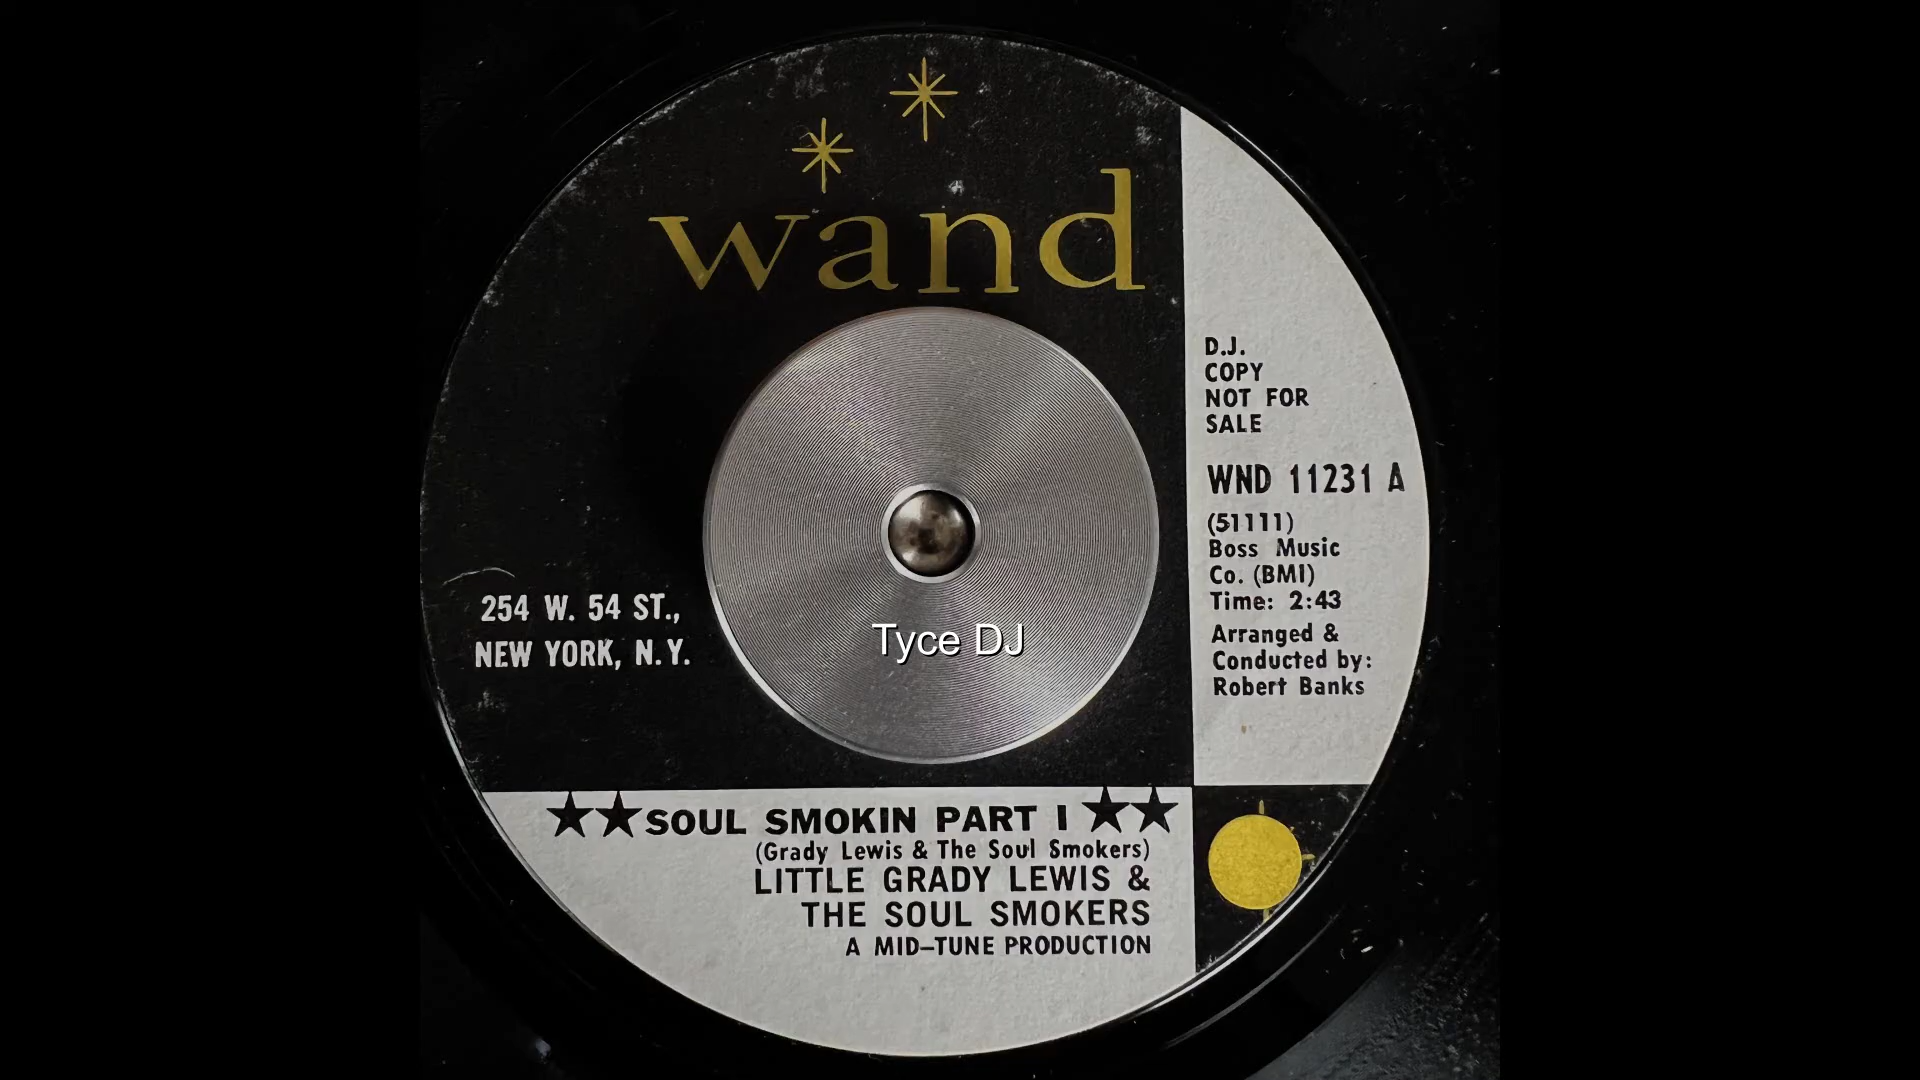 wand
D.J.
COPY
NOT FOR
SALE
WND 11231 A
(51111)
Boss Music
Co. (BMI)
Time: 2:43
Arranged &
Conducted by:
Robert Banks
254 W. 54 ST.,
NEW YORK, N.Y.
Tyce DJ
★★SOUL SMOKIN PART I★★
(Grady Lewis & The Soul Smokers)
LITTLE GRADY LEWIS &
THE SOUL SMOKERS
A MID–TUNE PRODUCTION